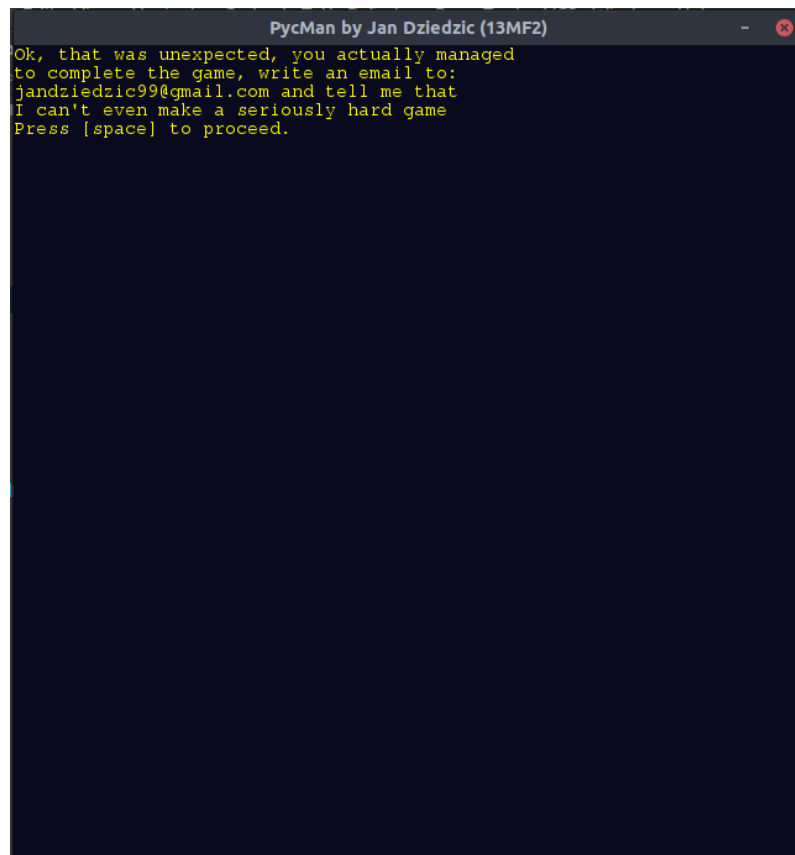 PycMan by Jan Dziedzic (13MF2)
Ok, that was unexpected, you actually managed
to complete the game, write an email to:
jandziedzic99@gmail.com and tell me that
I can't even make a seriously hard game
Press [space] to proceed.